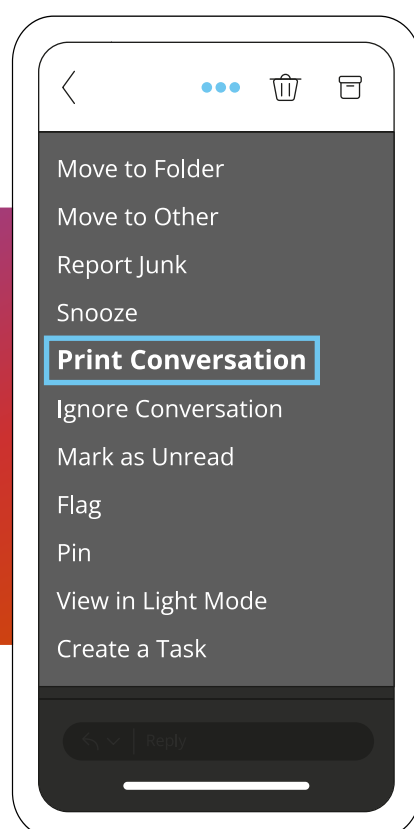 Move to Folder
Move to Other
Report Junk
Snooze
Print Conversation
Ignore Conversation
Mark as Unread
Flag
Pin
View in Light Mode
Create a Task
Reply